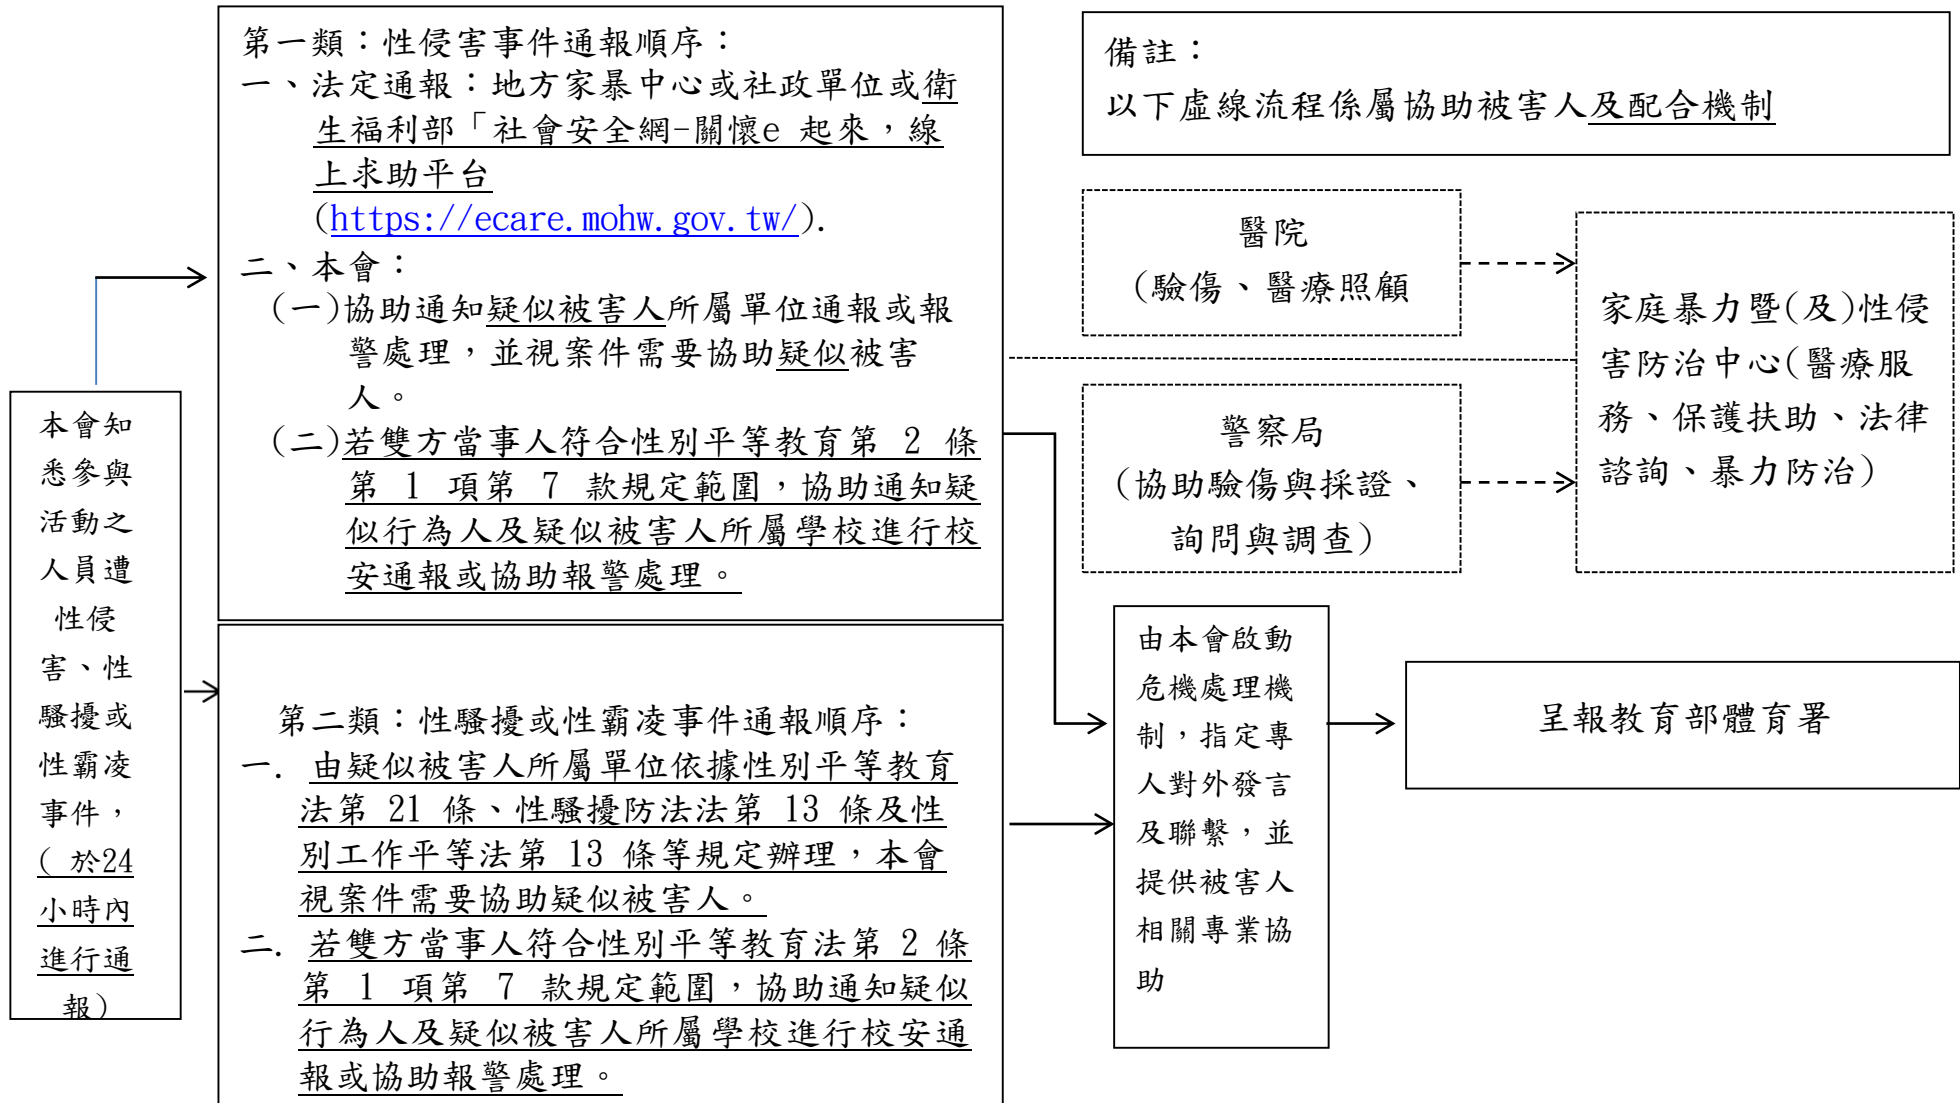 本會知
悉參與
活動之
人員遭
性侵
害、性
騷擾或
性霸凌
事件，
( 於24
小時內
進行通
報)
第一類：性侵害事件通報順序：
一、法定通報：地方家暴中心或社政單位或衛
生福利部「社會安全網-關懷e 起來，線
上求助平台
(https://ecare.mohw.gov.tw/).
二、本會：
(一)協助通知疑似被害人所屬單位通報或報
警處理，並視案件需要協助疑似被害
人。
(二)若雙方當事人符合性別平等教育第 2 條
第 1 項第 7 款規定範圍，協助通知疑
似行為人及疑似被害人所屬學校進行校
安通報或協助報警處理。
第二類：性騷擾或性霸凌事件通報順序：
一. 由疑似被害人所屬單位依據性別平等教育
法第 21 條、性騷擾防法法第 13 條及性
別工作平等法第 13 條等規定辦理，本會
視案件需要協助疑似被害人。
二. 若雙方當事人符合性別平等教育法第 2 條
第 1 項第 7 款規定範圍，協助通知疑似
行為人及疑似被害人所屬學校進行校安通
報或協助報警處理。
備註：
以下虛線流程係屬協助被害人及配合機制
醫院
(驗傷、醫療照顧
警察局
(協助驗傷與採證、
詢問與調查)
家庭暴力暨(及)性侵
害防治中心(醫療服
務、保護扶助、法律
諮詢、暴力防治)
由本會啟動
危機處理機
制，指定專
人對外發言
及聯繫，並
提供被害人
相關專業協
助
呈報教育部體育署